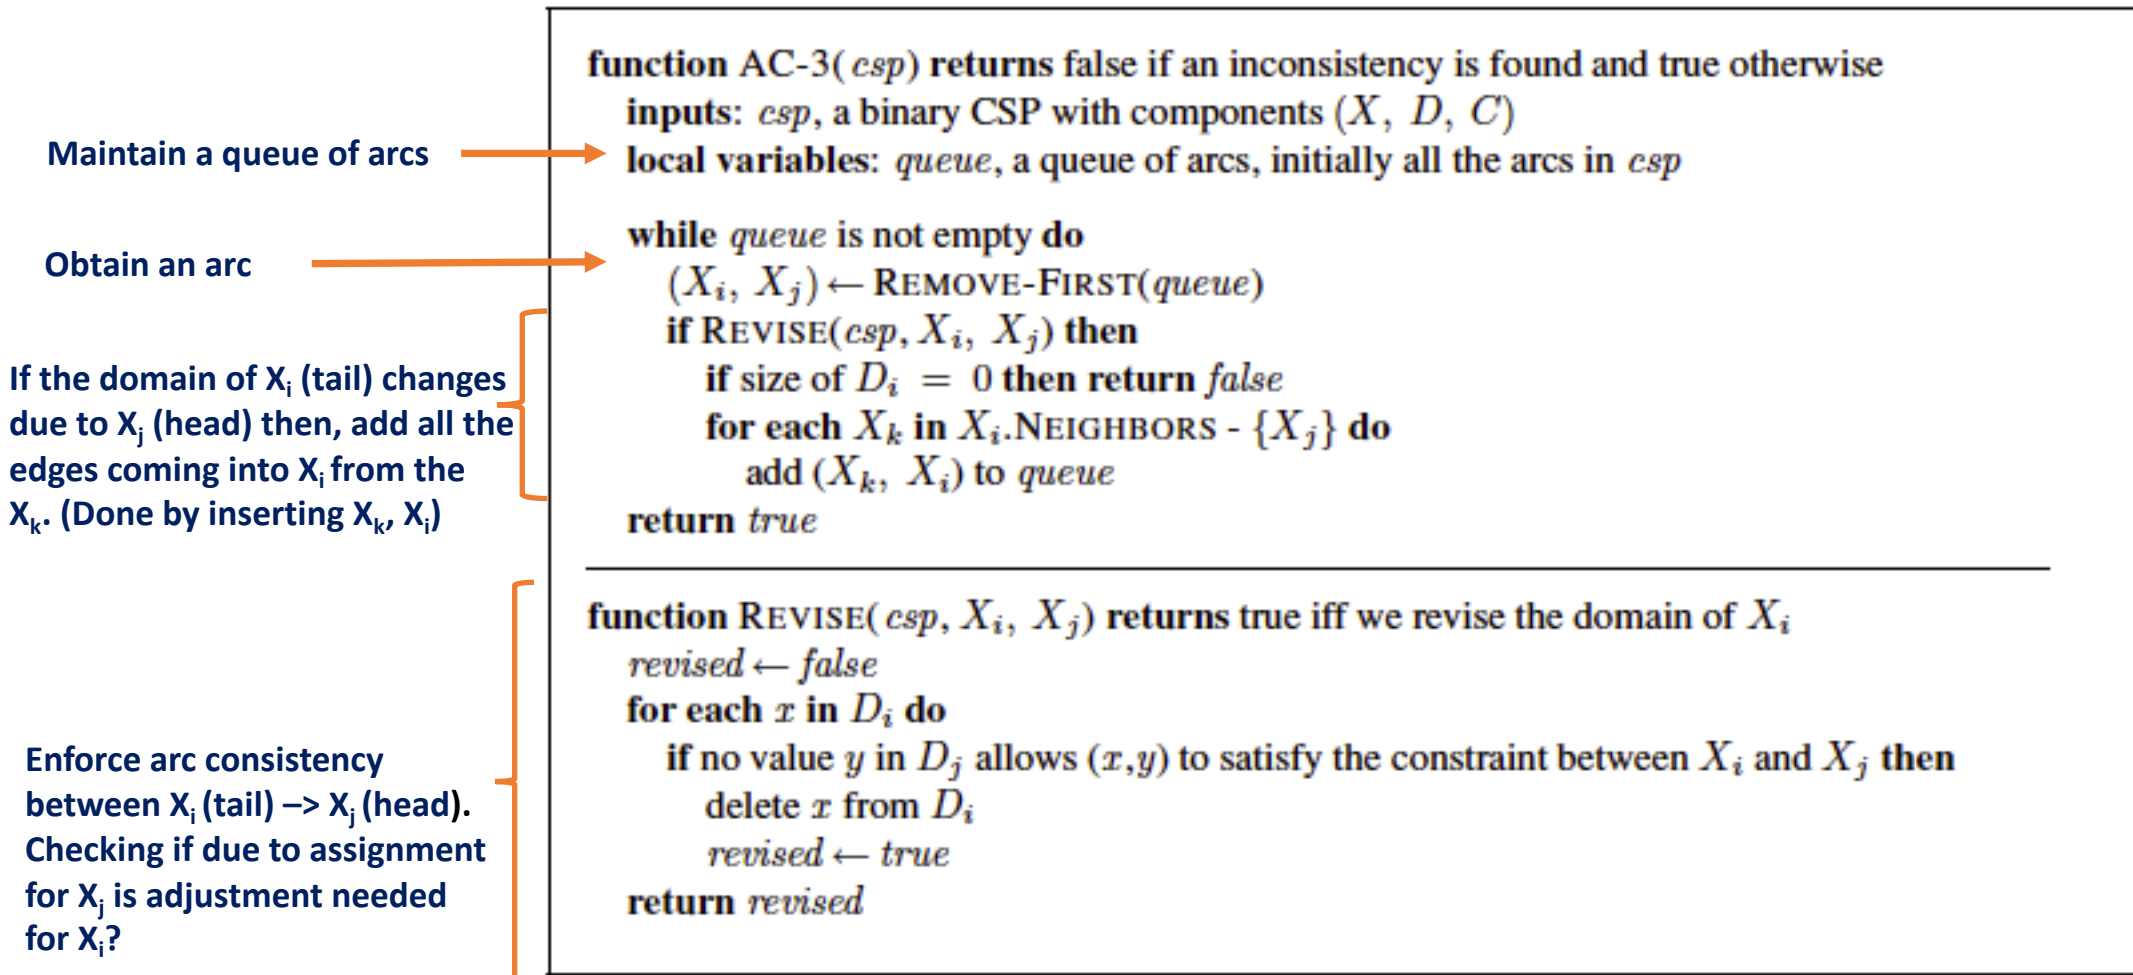 function AC-3(csp) returns false if an inconsistency is found and true otherwise
inputs: csp, a binary CSP with components (X, D, C)
Maintain a queue of arcs
local variables: queue, a queue of arcs, initially all the arcs in csp
while queue is not empty do
Obtain an arc
(Xi, Xj) ← REMOVE-FIRST(queue)
if REVISE(csp, Xi, Xj) then
if size of Di = 0 then return false
for each Xk in Xi.NEIGHBORS - {Xj} do
add (Xk, Xi) to queue
return true
If the domain of Xi (tail) changes
due to Xj (head) then, add all the
edges coming into Xi from the
Xk. (Done by inserting Xk, Xi)
function REVISE(csp, Xi, Xj) returns true iff we revise the domain of Xi
revised ← false
for each x in Di do
if no value y in Dj allows (x,y) to satisfy the constraint between Xi and Xj then
delete x from Di
revised ← true
return revised
Enforce arc consistency
between Xi (tail) –> Xj (head).
Checking if due to assignment
for Xj is adjustment needed
for Xi?